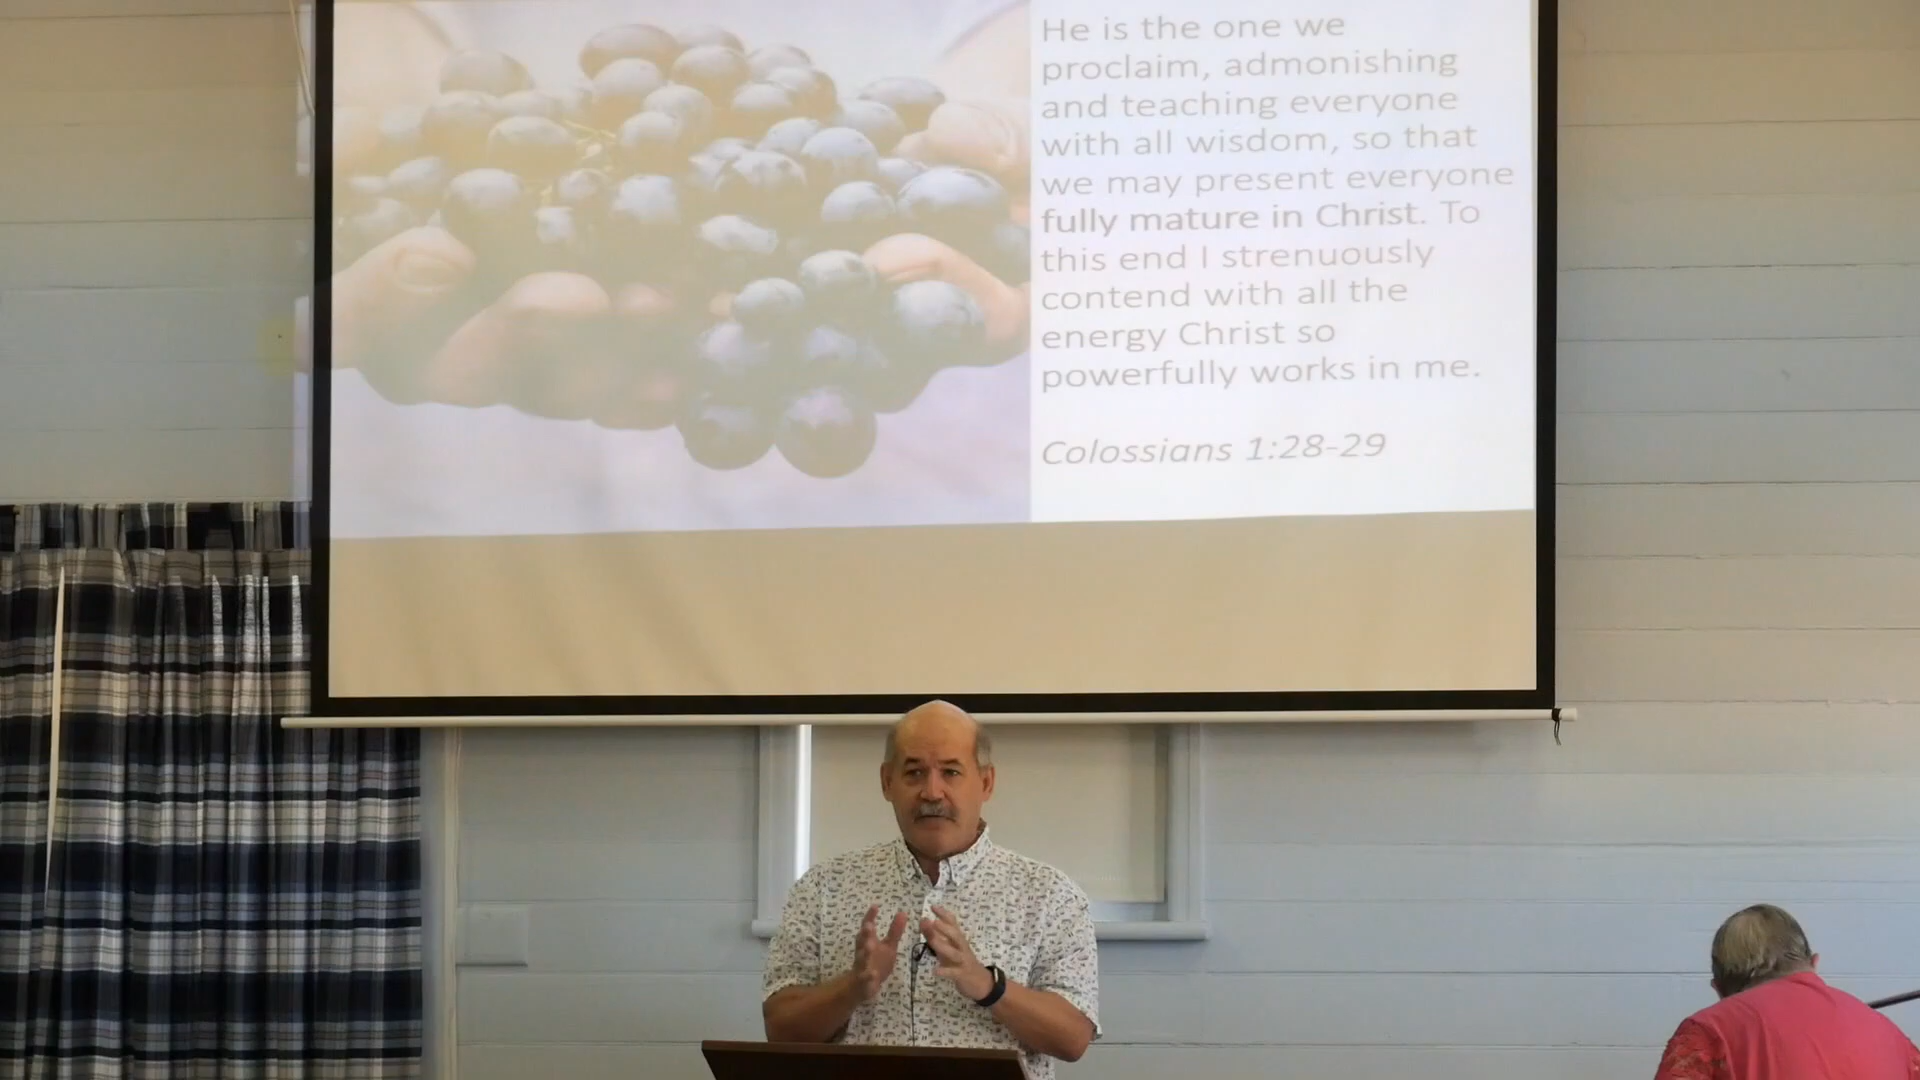 He is the one we
proclaim, admonishing
and teaching everyone
with all wisdom, so that
we may present everyone
fully mature in Christ. To
this end I strenuously
contend with all the
energy Christ so
powerfully works in me.
Colossians 1:28-29